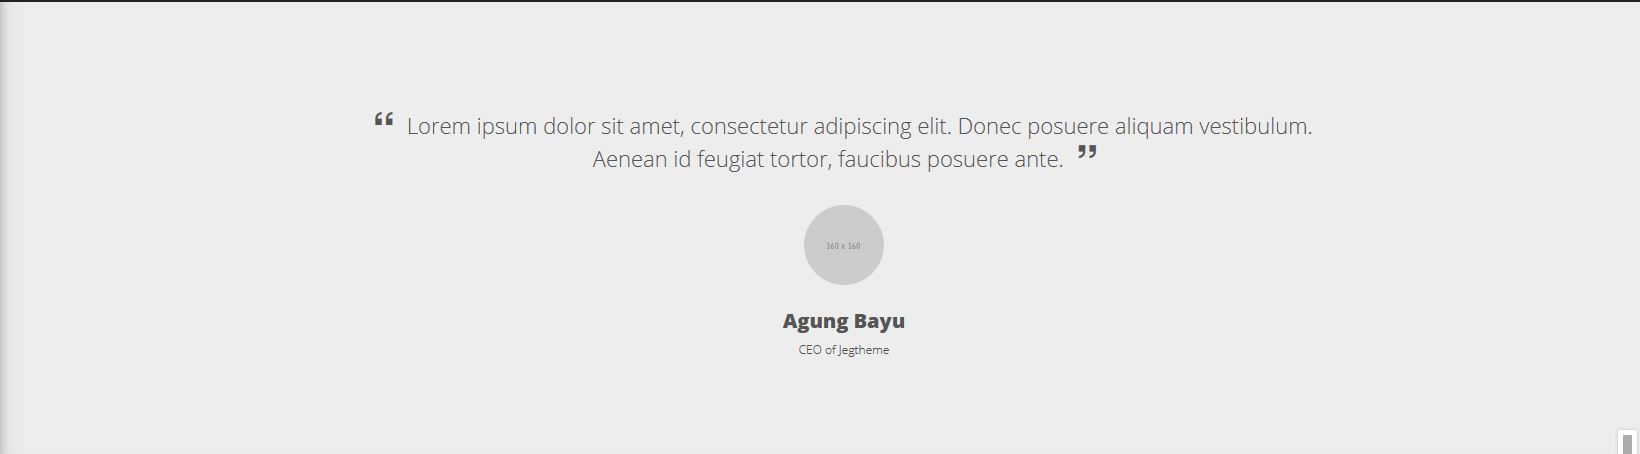 “ Lorem ipsum dolor sit amet, consectetur adipiscing elit. Donec posuere aliquam vestibulum.
Aenean id feugiat tortor, faucibus posuere ante. ”
160 x 160
Agung Bayu
CEO of Jegtheme